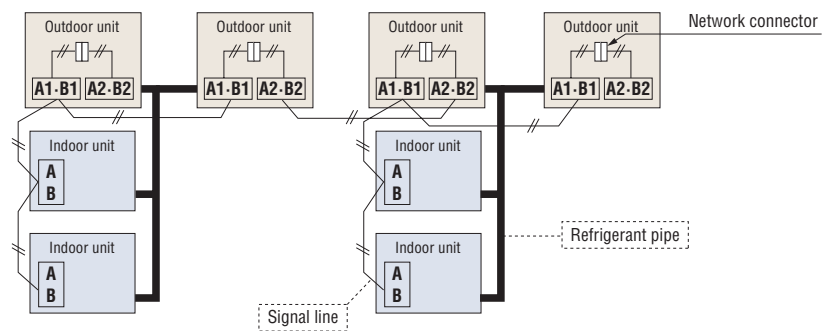 Outdoor unit
A1·B1 A2·B2
Outdoor unit
A1·B1 A2·B2
Outdoor unit
A1·B1 A2·B2
Outdoor unit
A1·B1 A2·B2
Network connector
Indoor unit
A
B
Indoor unit
A
B
Indoor unit
A
B
Indoor unit
A
B
Refrigerant pipe
Signal line